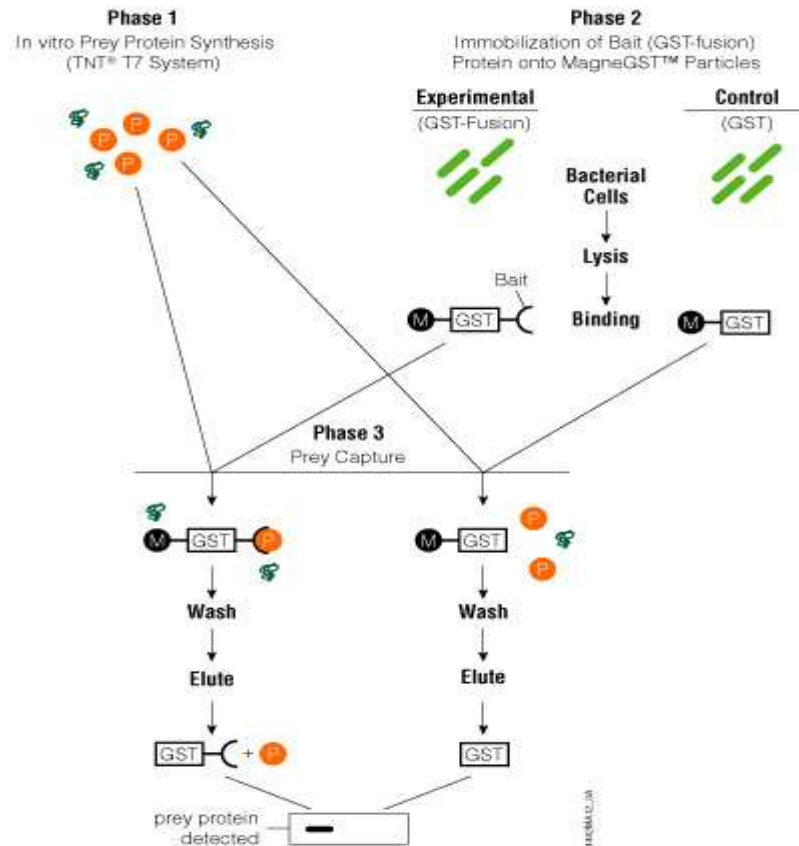 Phase 1
In vitro Prey Protein Synthesis
(TNT® T7 System)
P
P
P
P
Phase 2
Immobilization of Bait (GST-fusion)
Protein onto MagneGST™ Particles
Experimental
(GST-Fusion)
Control
(GST)
Bacterial
Cells
Lysis
Binding
Bait
M
GST
M
GST
Phase 3
Prey Capture
M
GST
P
M
GST
P
P
Wash
Wash
Elute
Elute
GST
+
P
GST
prey protein
detected